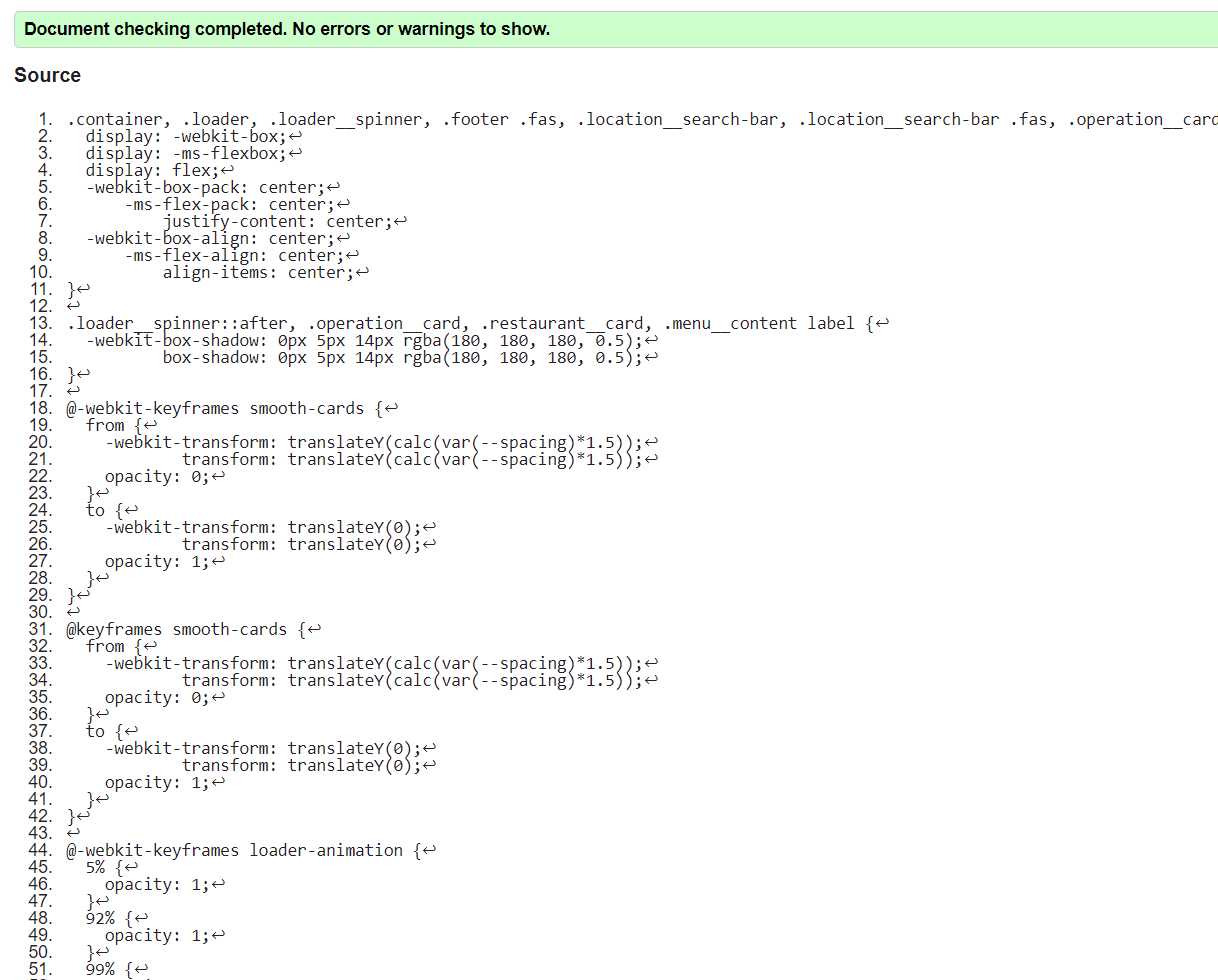 Document checking completed. No errors or warnings to show.
Source
1. .container, .loader, .loader__spinner, .footer .fas, .location__search-bar, .location__search-bar .fas, .operation__card
2. display: -webkit-box;↩
3. display: -ms-flexbox;↩
4. display: flex;↩
5. -webkit-box-pack: center;↩
6. -ms-flex-pack: center;↩
7. justify-content: center;↩
8. -webkit-box-align: center;↩
9. -ms-flex-align: center;↩
10. align-items: center;↩
11. }↩
12. ↩
13. .loader__spinner::after, .operation__card, .restaurant__card, .menu__content label {↩
14. -webkit-box-shadow: 0px 5px 14px rgba(180, 180, 180, 0.5);↩
15. box-shadow: 0px 5px 14px rgba(180, 180, 180, 0.5);↩
16. }↩
17. ↩
18. @-webkit-keyframes smooth-cards {↩
19. from {↩
20. -webkit-transform: translateY(calc(var(--spacing)*1.5));↩
21. transform: translateY(calc(var(--spacing)*1.5));↩
22. opacity: 0;↩
23. }↩
24. to {↩
25. -webkit-transform: translateY(0);↩
26. transform: translateY(0);↩
27. opacity: 1;↩
28. }↩
29. }↩
30. ↩
31. @keyframes smooth-cards {↩
32. from {↩
33. -webkit-transform: translateY(calc(var(--spacing)*1.5));↩
34. transform: translateY(calc(var(--spacing)*1.5));↩
35. opacity: 0;↩
36. }↩
37. to {↩
38. -webkit-transform: translateY(0);↩
39. transform: translateY(0);↩
40. opacity: 1;↩
41. }↩
42. }↩
43. ↩
44. @-webkit-keyframes loader-animation {↩
45. 5% {↩
46. opacity: 1;↩
47. }↩
48. 92% {↩
49. opacity: 1;↩
50. }↩
51. 99% {↩